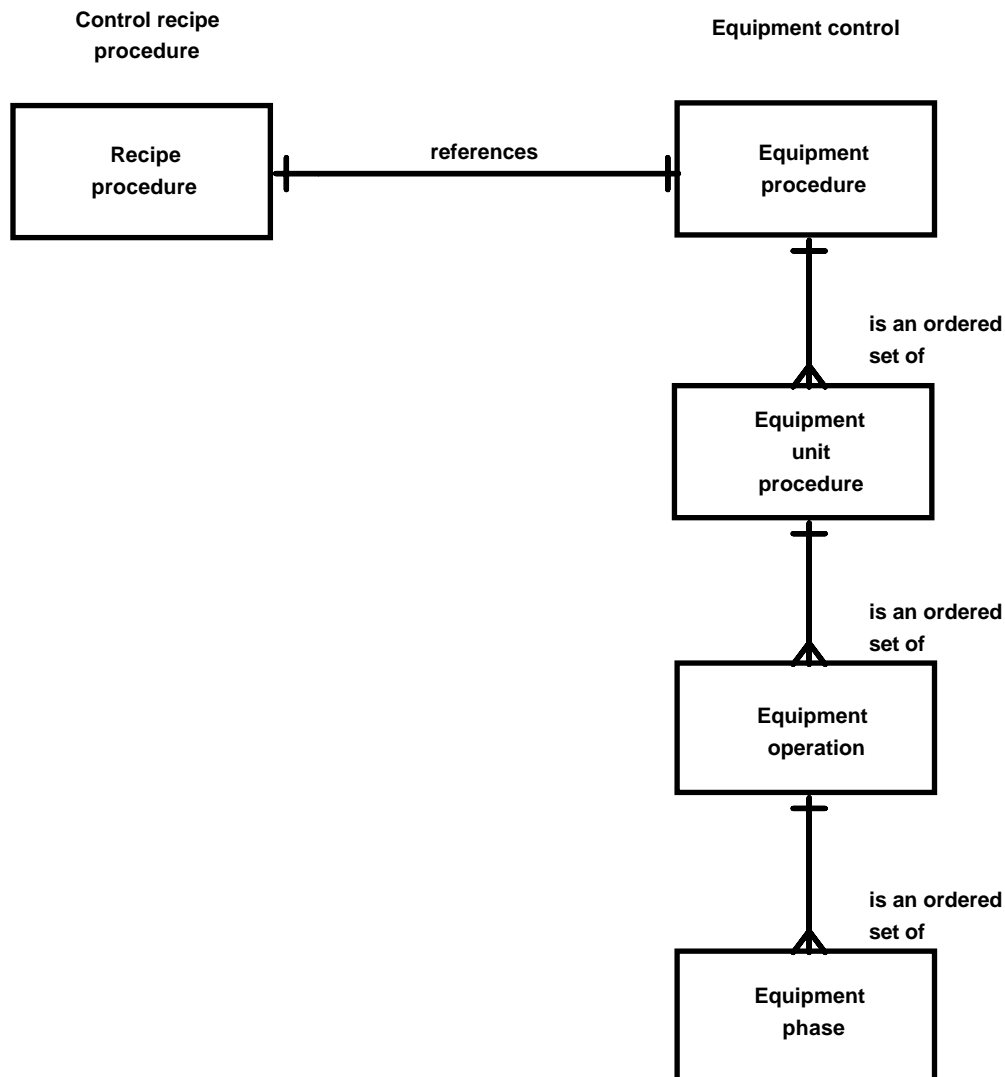 Control recipe
procedure
Equipment control
Recipe
procedure
references
Equipment
procedure
is an ordered
set of
Equipment
unit
procedure
is an ordered
set of
Equipment
operation
is an ordered
set of
Equipment
phase